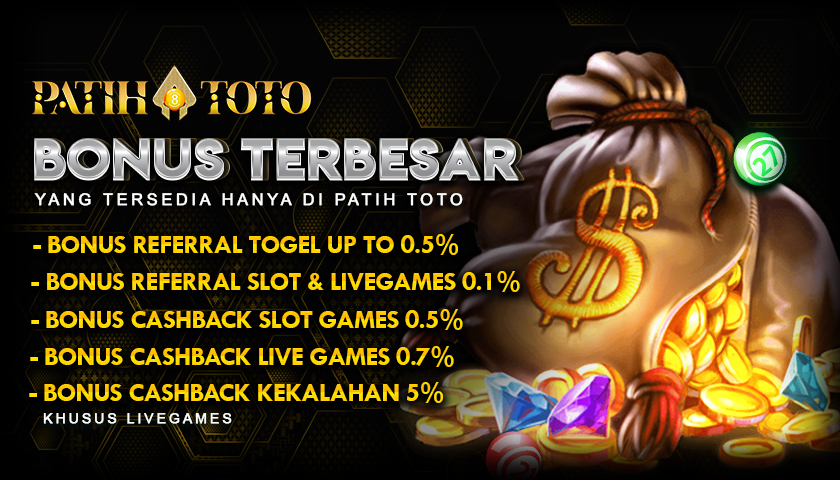 PATIH 8 TOTO
BONUS TERBESAR
YANG TERSEDIA HANYA DI PATIH TOTO
- BONUS REFERRAL TOGEL UP TO 0.5%
- BONUS REFERRAL SLOT & LIVEGAMES 0.1%
- BONUS CASHBACK SLOT GAMES 0.5%
- BONUS CASHBACK LIVE GAMES 0.7%
- BONUS CASHBACK KEKALAHAN 5%
KHUSUS LIVEGAMES
27